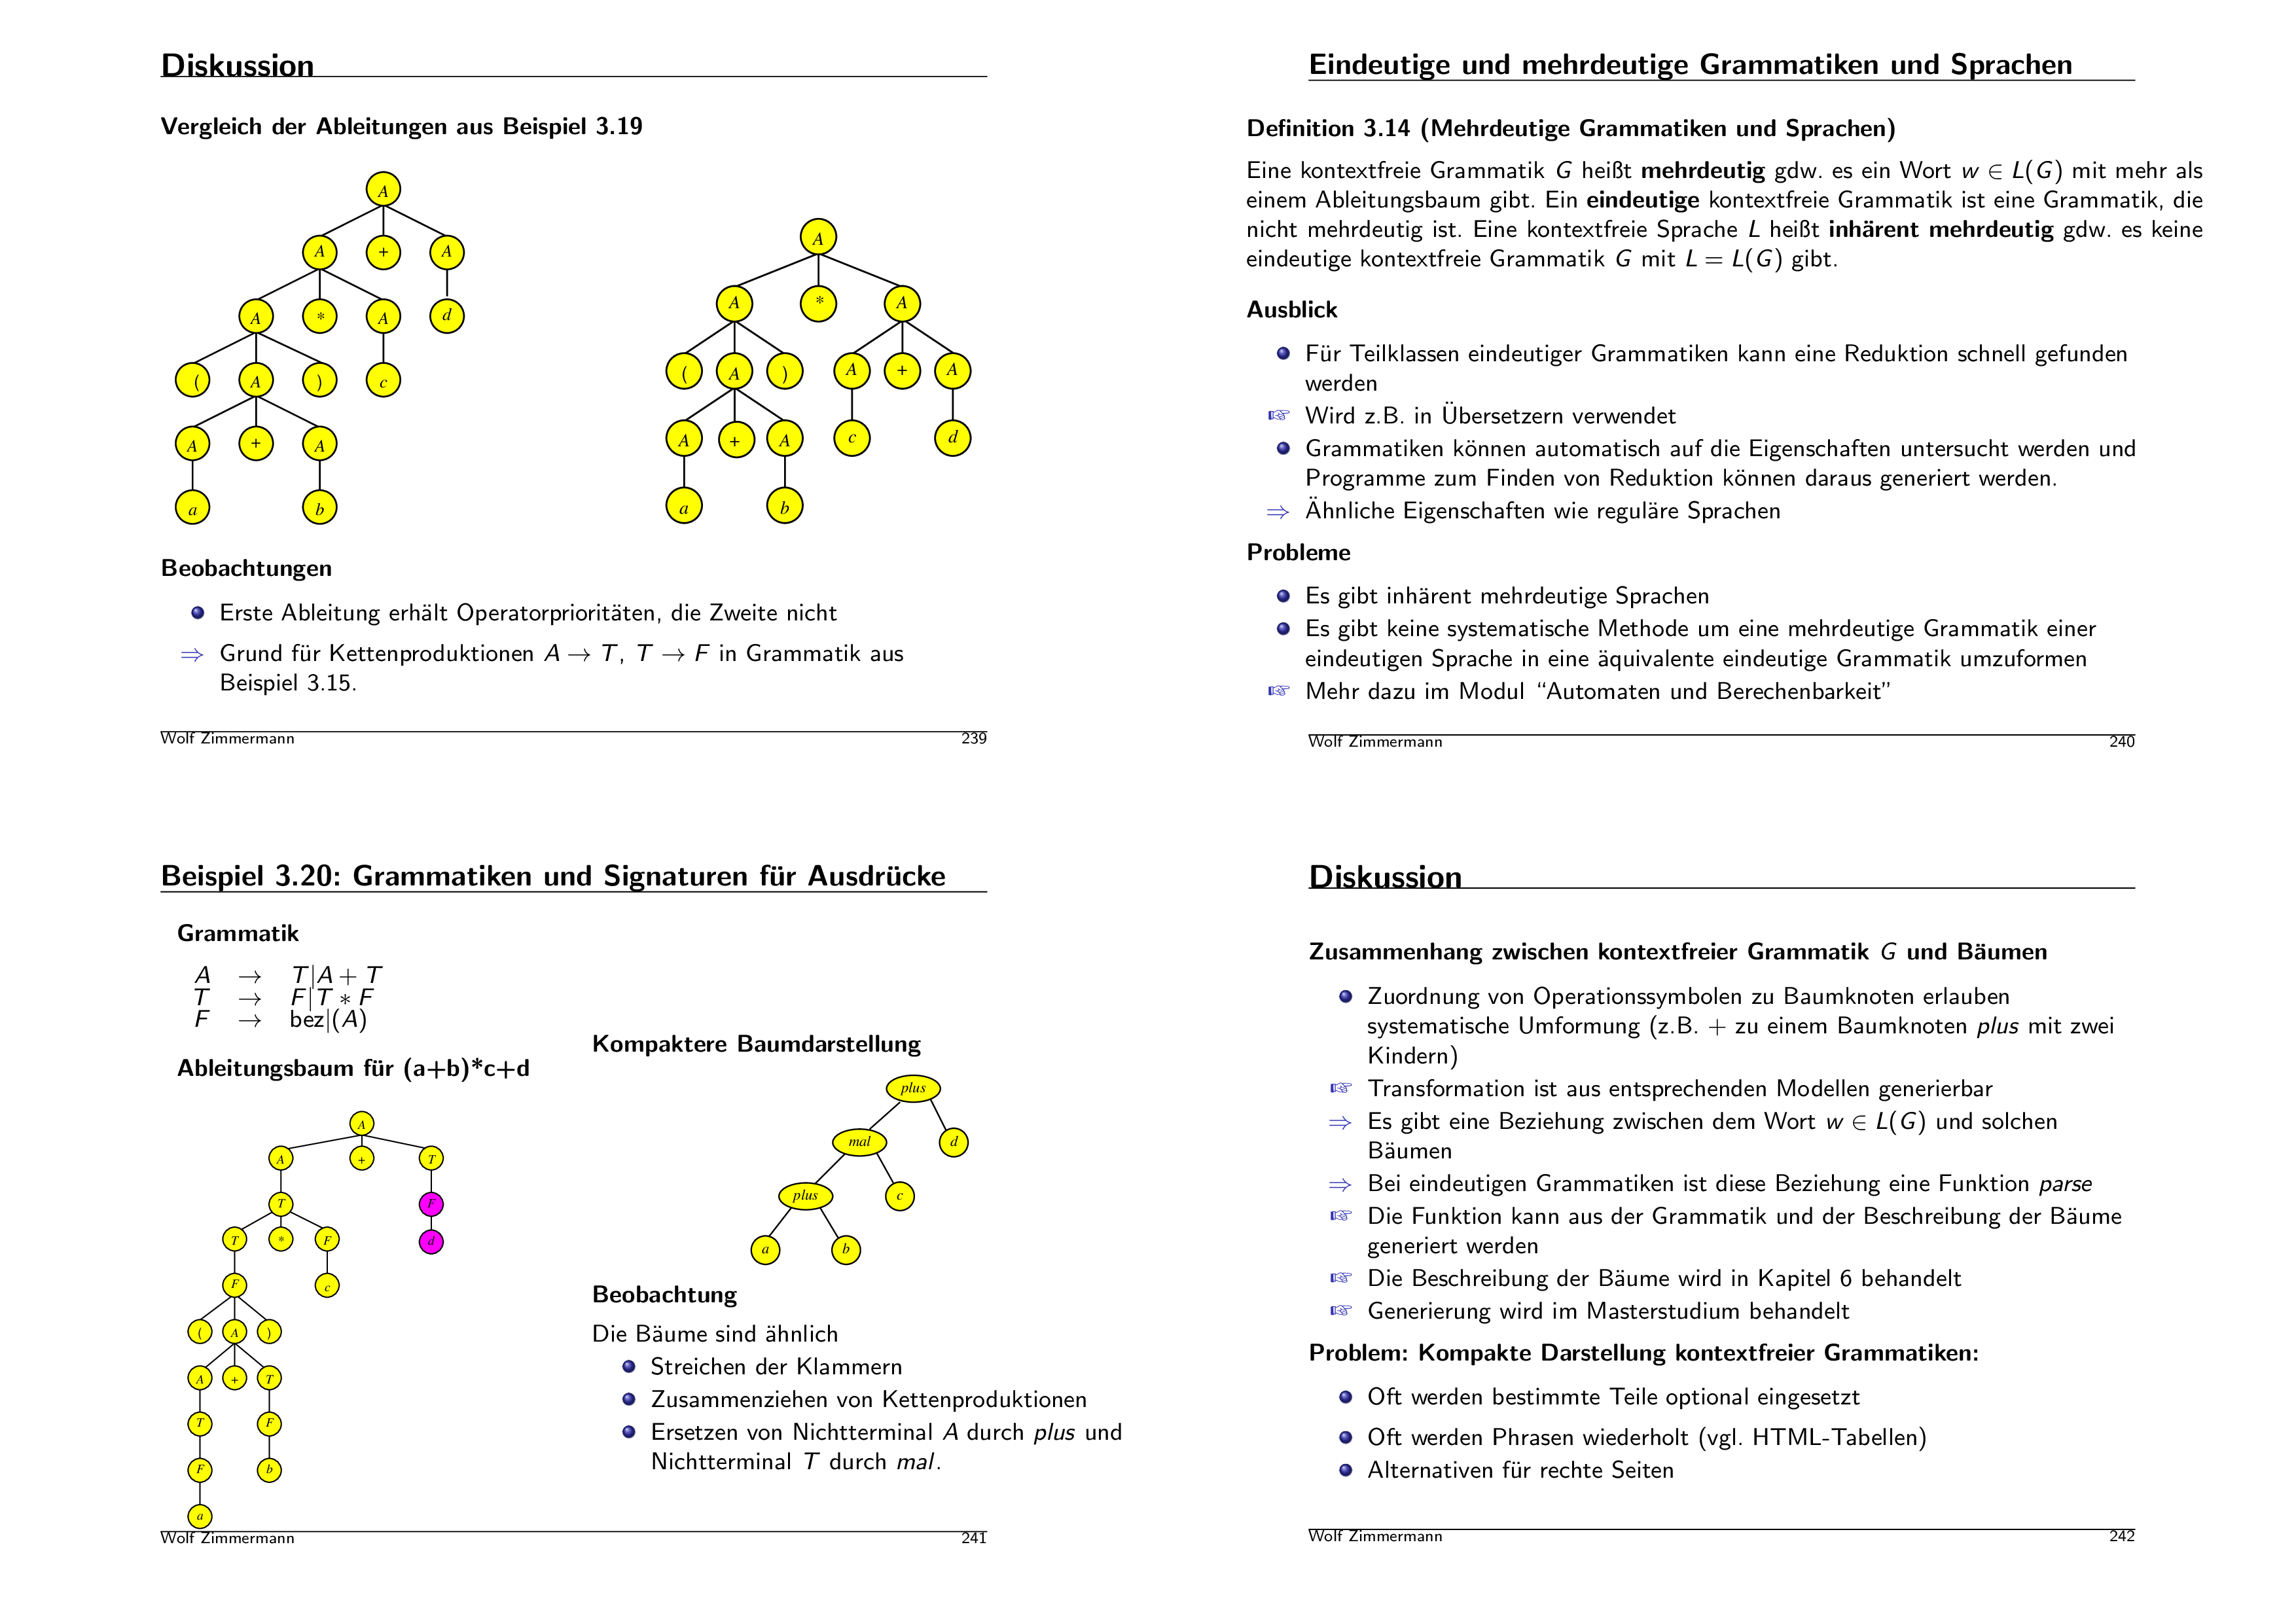 Diskussion
Vergleich der Ableitungen aus Beispiel 3.19
A
A + A
A * A d
( A ) c
A + A
a b
A
A * A
( A ) A + A
A + A c d
a b
Beobachtungen
Erste Ableitung erhält Operatorprioritäten, die Zweite nicht
⇒ Grund für Kettenproduktionen A → T, T → F in Grammatik aus
Beispiel 3.15.
Wolf Zimmermann 239
Eindeutige und mehrdeutige Grammatiken und Sprachen
Definition 3.14 (Mehrdeutige Grammatiken und Sprachen)
Eine kontextfreie Grammatik G heißt mehrdeutig gdw. es ein Wort w ∈ L(G) mit mehr als
einem Ableitungsbaum gibt. Ein eindeutige kontextfreie Grammatik ist eine Grammatik, die
nicht mehrdeutig ist. Eine kontextfreie Sprache L heißt inhärent mehrdeutig gdw. es keine
eindeutige kontextfreie Grammatik G mit L = L(G) gibt.
Ausblick
Für Teilklassen eindeutiger Grammatiken kann eine Reduktion schnell gefunden
werden
☞ Wird z.B. in Übersetzern verwendet
Grammatiken können automatisch auf die Eigenschaften untersucht werden und
Programme zum Finden von Reduktion können daraus generiert werden.
⇒ Ähnliche Eigenschaften wie reguläre Sprachen
Probleme
Es gibt inhärent mehrdeutige Sprachen
Es gibt keine systematische Methode um eine mehrdeutige Grammatik einer
eindeutigen Sprache in eine äquivalente eindeutige Grammatik umzuformen
☞ Mehr dazu im Modul “Automaten und Berechenbarkeit”
Wolf Zimmermann 240
Beispiel 3.20: Grammatiken und Signaturen für Ausdrücke
Grammatik
A → T|A + T
T → F|T ∗ F
F → bez|(A)
Ableitungsbaum für (a+b)*c+d
A
A + T
T F
T * F d
F c
( A )
A + T
T F
F b
a
Kompaktere Baumdarstellung
plus
mal d
plus c
a b
Beobachtung
Die Bäume sind ähnlich
Streichen der Klammern
Zusammenziehen von Kettenproduktionen
Ersetzen von Nichtterminal A durch plus und
Nichtterminal T durch mal.
Wolf Zimmermann 241
Diskussion
Zusammenhang zwischen kontextfreier Grammatik G und Bäumen
Zuordnung von Operationssymbolen zu Baumknoten erlauben
systematische Umformung (z.B. + zu einem Baumknoten plus mit zwei
Kindern)
☞ Transformation ist aus entsprechenden Modellen generierbar
⇒ Es gibt eine Beziehung zwischen dem Wort w ∈ L(G) und solchen
Bäumen
⇒ Bei eindeutigen Grammatiken ist diese Beziehung eine Funktion parse
☞ Die Funktion kann aus der Grammatik und der Beschreibung der Bäume
generiert werden
☞ Die Beschreibung der Bäume wird in Kapitel 6 behandelt
☞ Generierung wird im Masterstudium behandelt
Problem: Kompakte Darstellung kontextfreier Grammatiken:
Oft werden bestimmte Teile optional eingesetzt
Oft werden Phrasen wiederholt (vgl. HTML-Tabellen)
Alternativen für rechte Seiten
Wolf Zimmermann 242